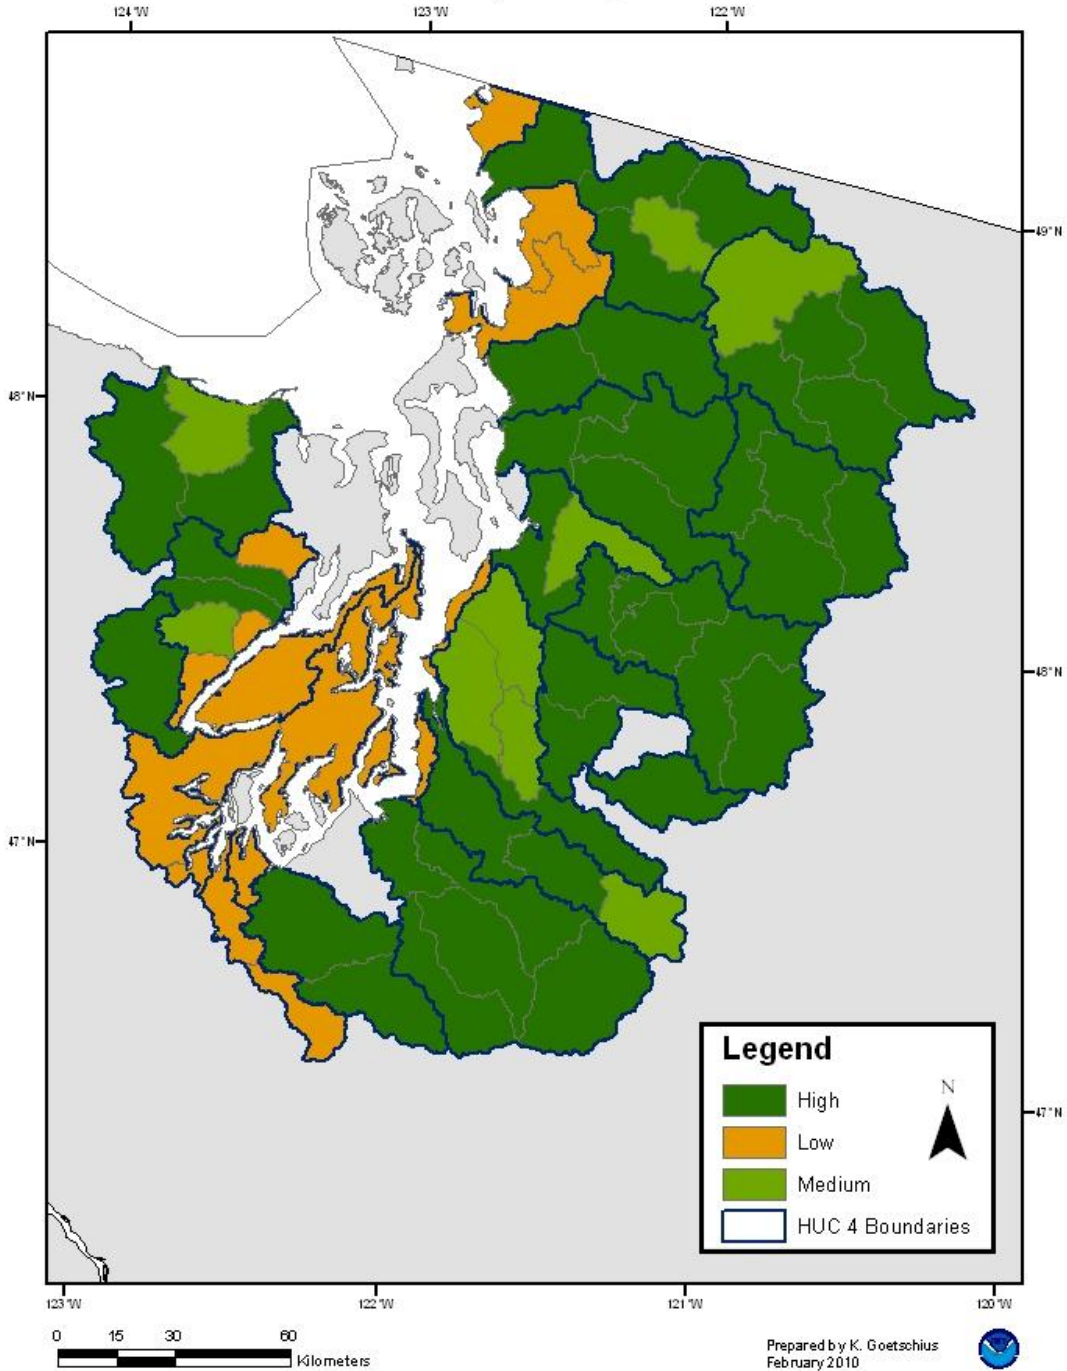 124°W 123°W 122°W
49°N
48°N
48°N
47°N
47°N
Legend
High
Low
Medium
HUC 4 Boundaries
N
123°W 122°W 121°W 120°W
0 15 30 60
Kilometers
Prepared by K. Goetschius
February 2010